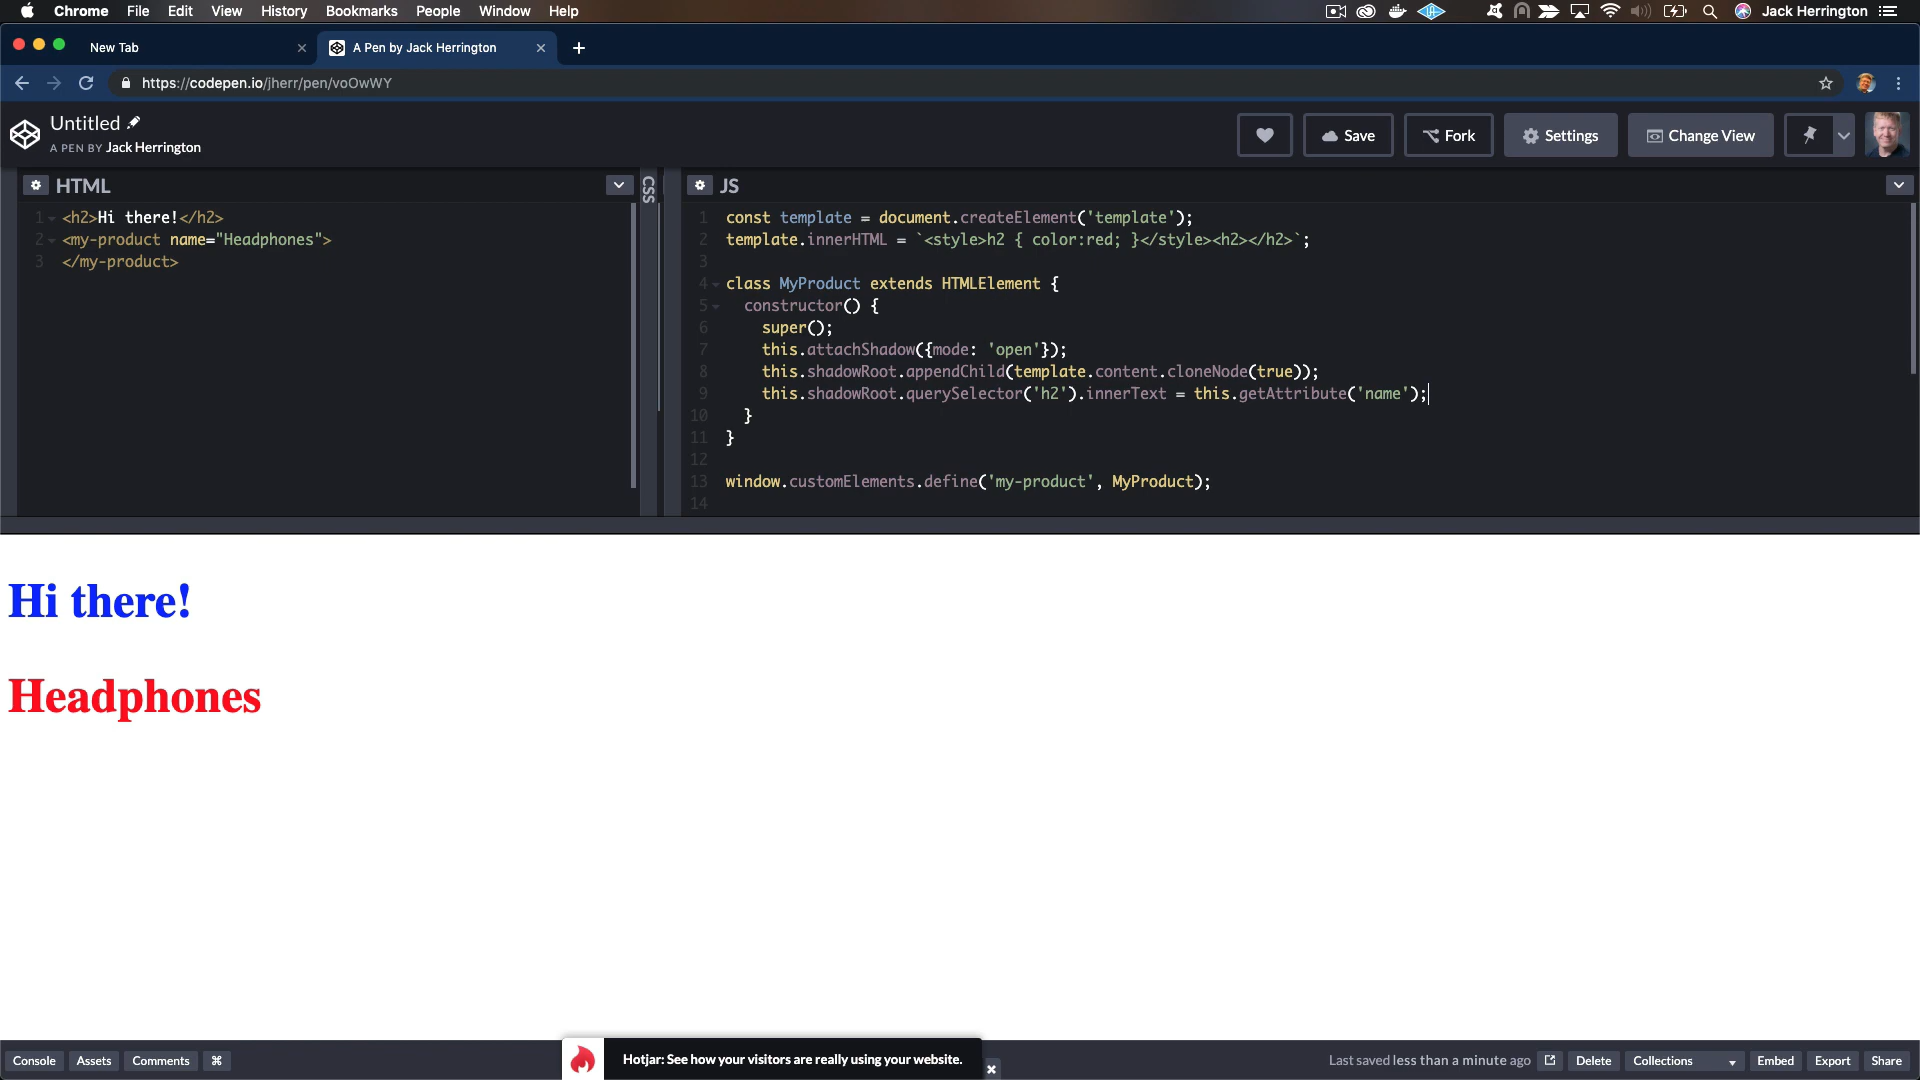 Chrome File Edit View History Bookmarks People Window Help Jack Herrington
New Tab A Pen by Jack Herrington
https://codepen.io/jherr/pen/voOwWY
Untitled
A PEN BY Jack Herrington
Save Fork Settings Change View
HTML
1 <h2>Hi there!</h2>
2 <my-product name="Headphones">
3 </my-product>
CSS
JS
1 const template = document.createElement('template');
2 template.innerHTML = `<style>h2 { color:red; }</style><h2></h2>`;
3
4 class MyProduct extends HTMLElement {
5 constructor() {
6 super();
7 this.attachShadow({mode: 'open'});
8 this.shadowRoot.appendChild(template.content.cloneNode(true));
9 this.shadowRoot.querySelector('h2').innerText = this.getAttribute('name');
10 }
11 }
12
13 window.customElements.define('my-product', MyProduct);
14
Hi there!
Headphones
Console Assets Comments ⌘ Hotjar: See how your visitors are really using your website. Last saved less than a minute ago Delete Collections Embed Export Share